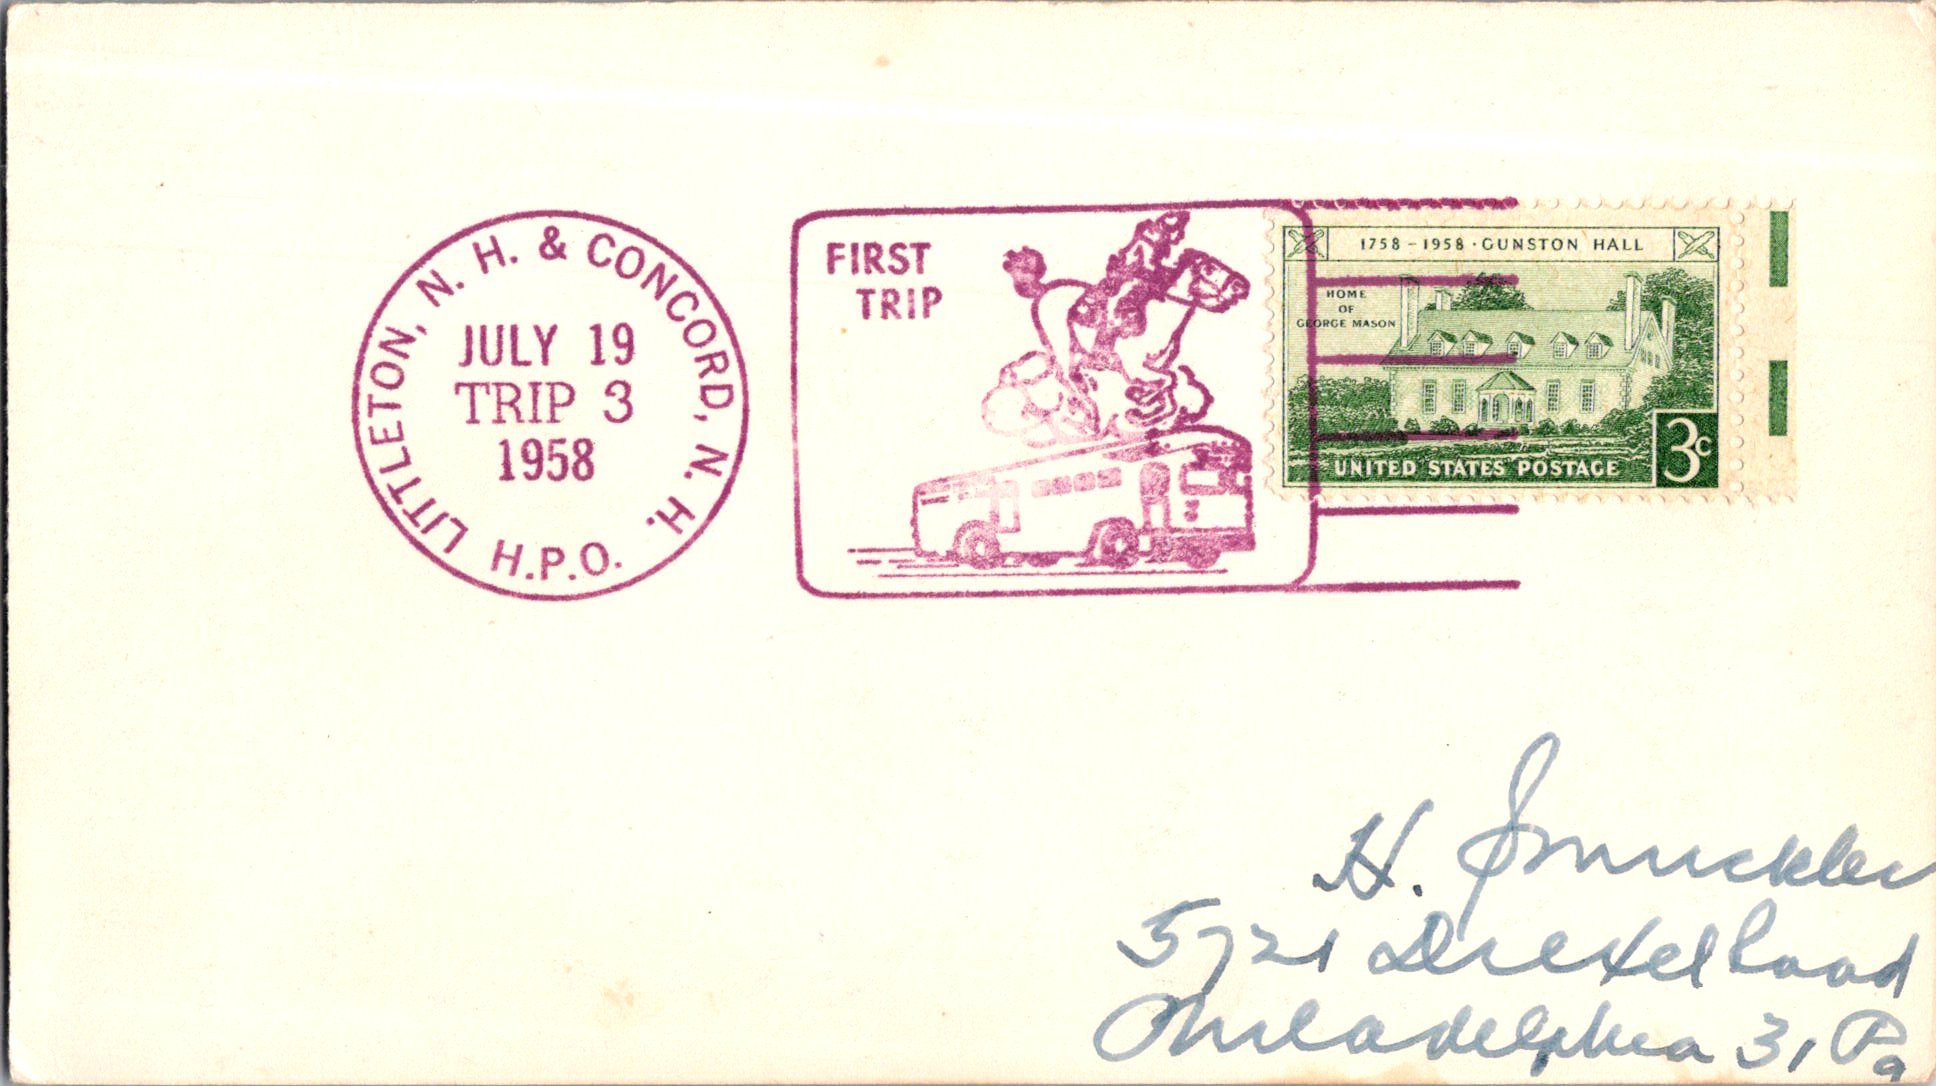 LITTLETON, N. H. & CONCORD, N. H.
JULY 19
TRIP 3
1958
H.P.O.
FIRST
TRIP
1758-1958·GUNSTON HALL
HOME
OF
GEORGE MASON
3c
UNITED STATES POSTAGE
H. Smuckler
5721 Drexel Road
Philadelphia 31, Pa